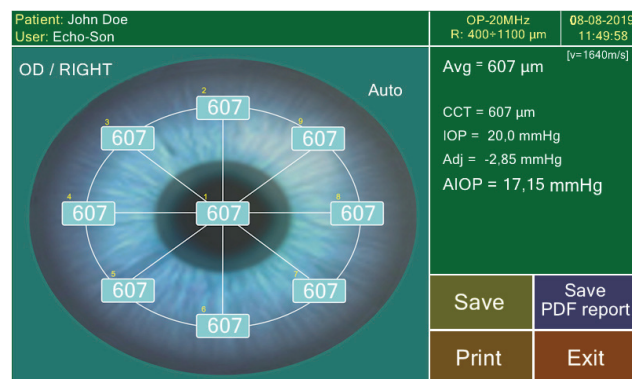 Patient: John Doe
User: Echo-Son
OP-20MHz
R: 400÷1100 µm
08-08-2019
11:49:58
OD / RIGHT
Auto
2
607
3
607
9
607
4
607
1
607
8
607
5
607
7
607
6
607
[v=1640m/s]
Avg = 607 µm
CCT = 607 µm
IOP = 20,0 mmHg
Adj = -2,85 mmHg
AIOP = 17,15 mmHg
Save
Save
PDF report
Print
Exit